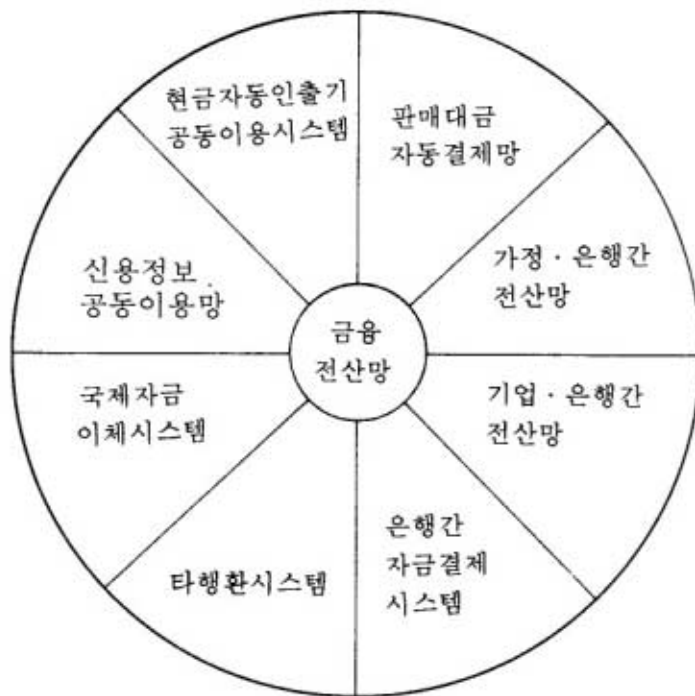 현금자동인출기
공동이용시스템
판매대금
자동결제망
가정 · 은행간
전산망
기업 · 은행간
전산망
은행간
자금결제
시스템
타행환시스템
국제자금
이체시스템
신용정보
공동이용망
금융
전산망